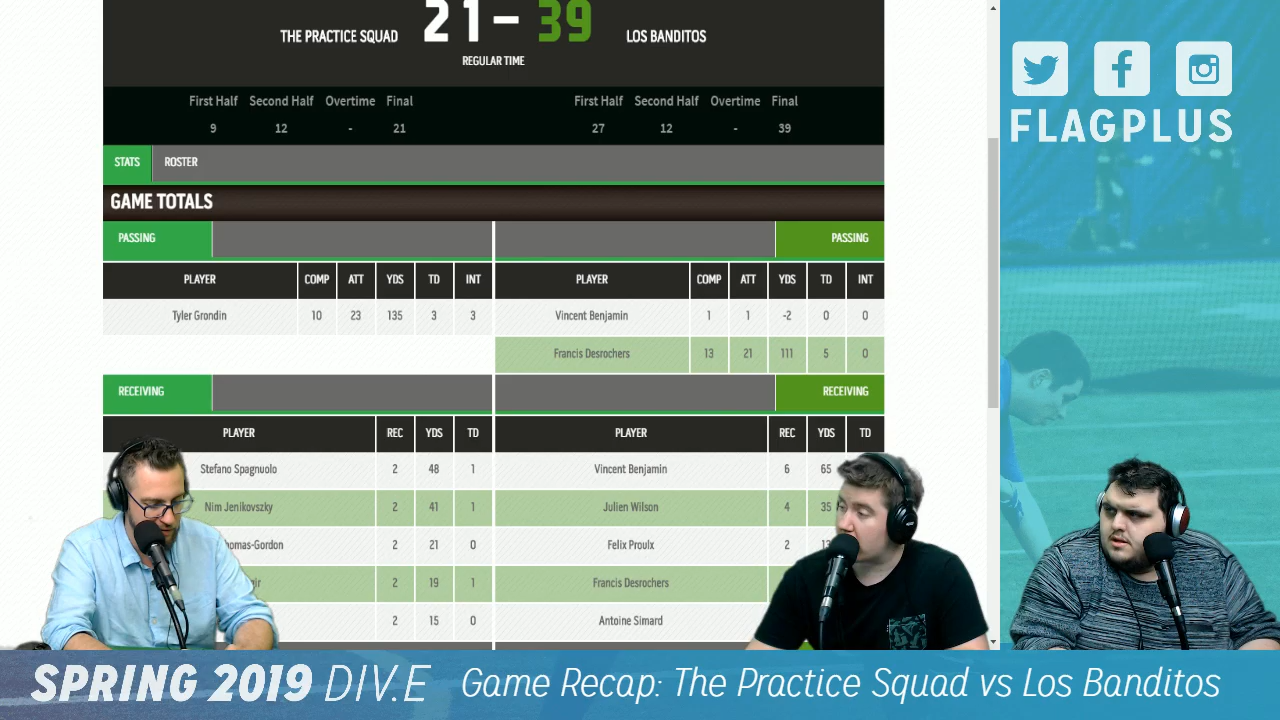 21 - 39
THE PRACTICE SQUAD
LOS BANDITOS
REGULAR TIME
First Half Second Half Overtime Final
9 12 - 21
First Half Second Half Overtime Final
27 12 - 39
STATS ROSTER
GAME TOTALS
PASSING
PLAYER COMP ATT YDS TD INT
Tyler Grondin 10 23 135 3 3
PASSING
PLAYER COMP ATT YDS TD INT
Vincent Benjamin 1 1 -2 0 0
Francis Desrochers 13 21 111 5 0
RECEIVING
PLAYER REC YDS TD
Stefano Spagnuolo 2 48 1
Nim Jenikovszky 2 41 1
2 21 0
2 19 1
2 15 0
RECEIVING
PLAYER REC YDS TD
Vincent Benjamin 6 65
Julien Wilson 4 35
Felix Proulx 2
Francis Desrochers
Antoine Simard
FLAGPLUS
SPRING 2019 DIV.E
Game Recap: The Practice Squad vs Los Banditos